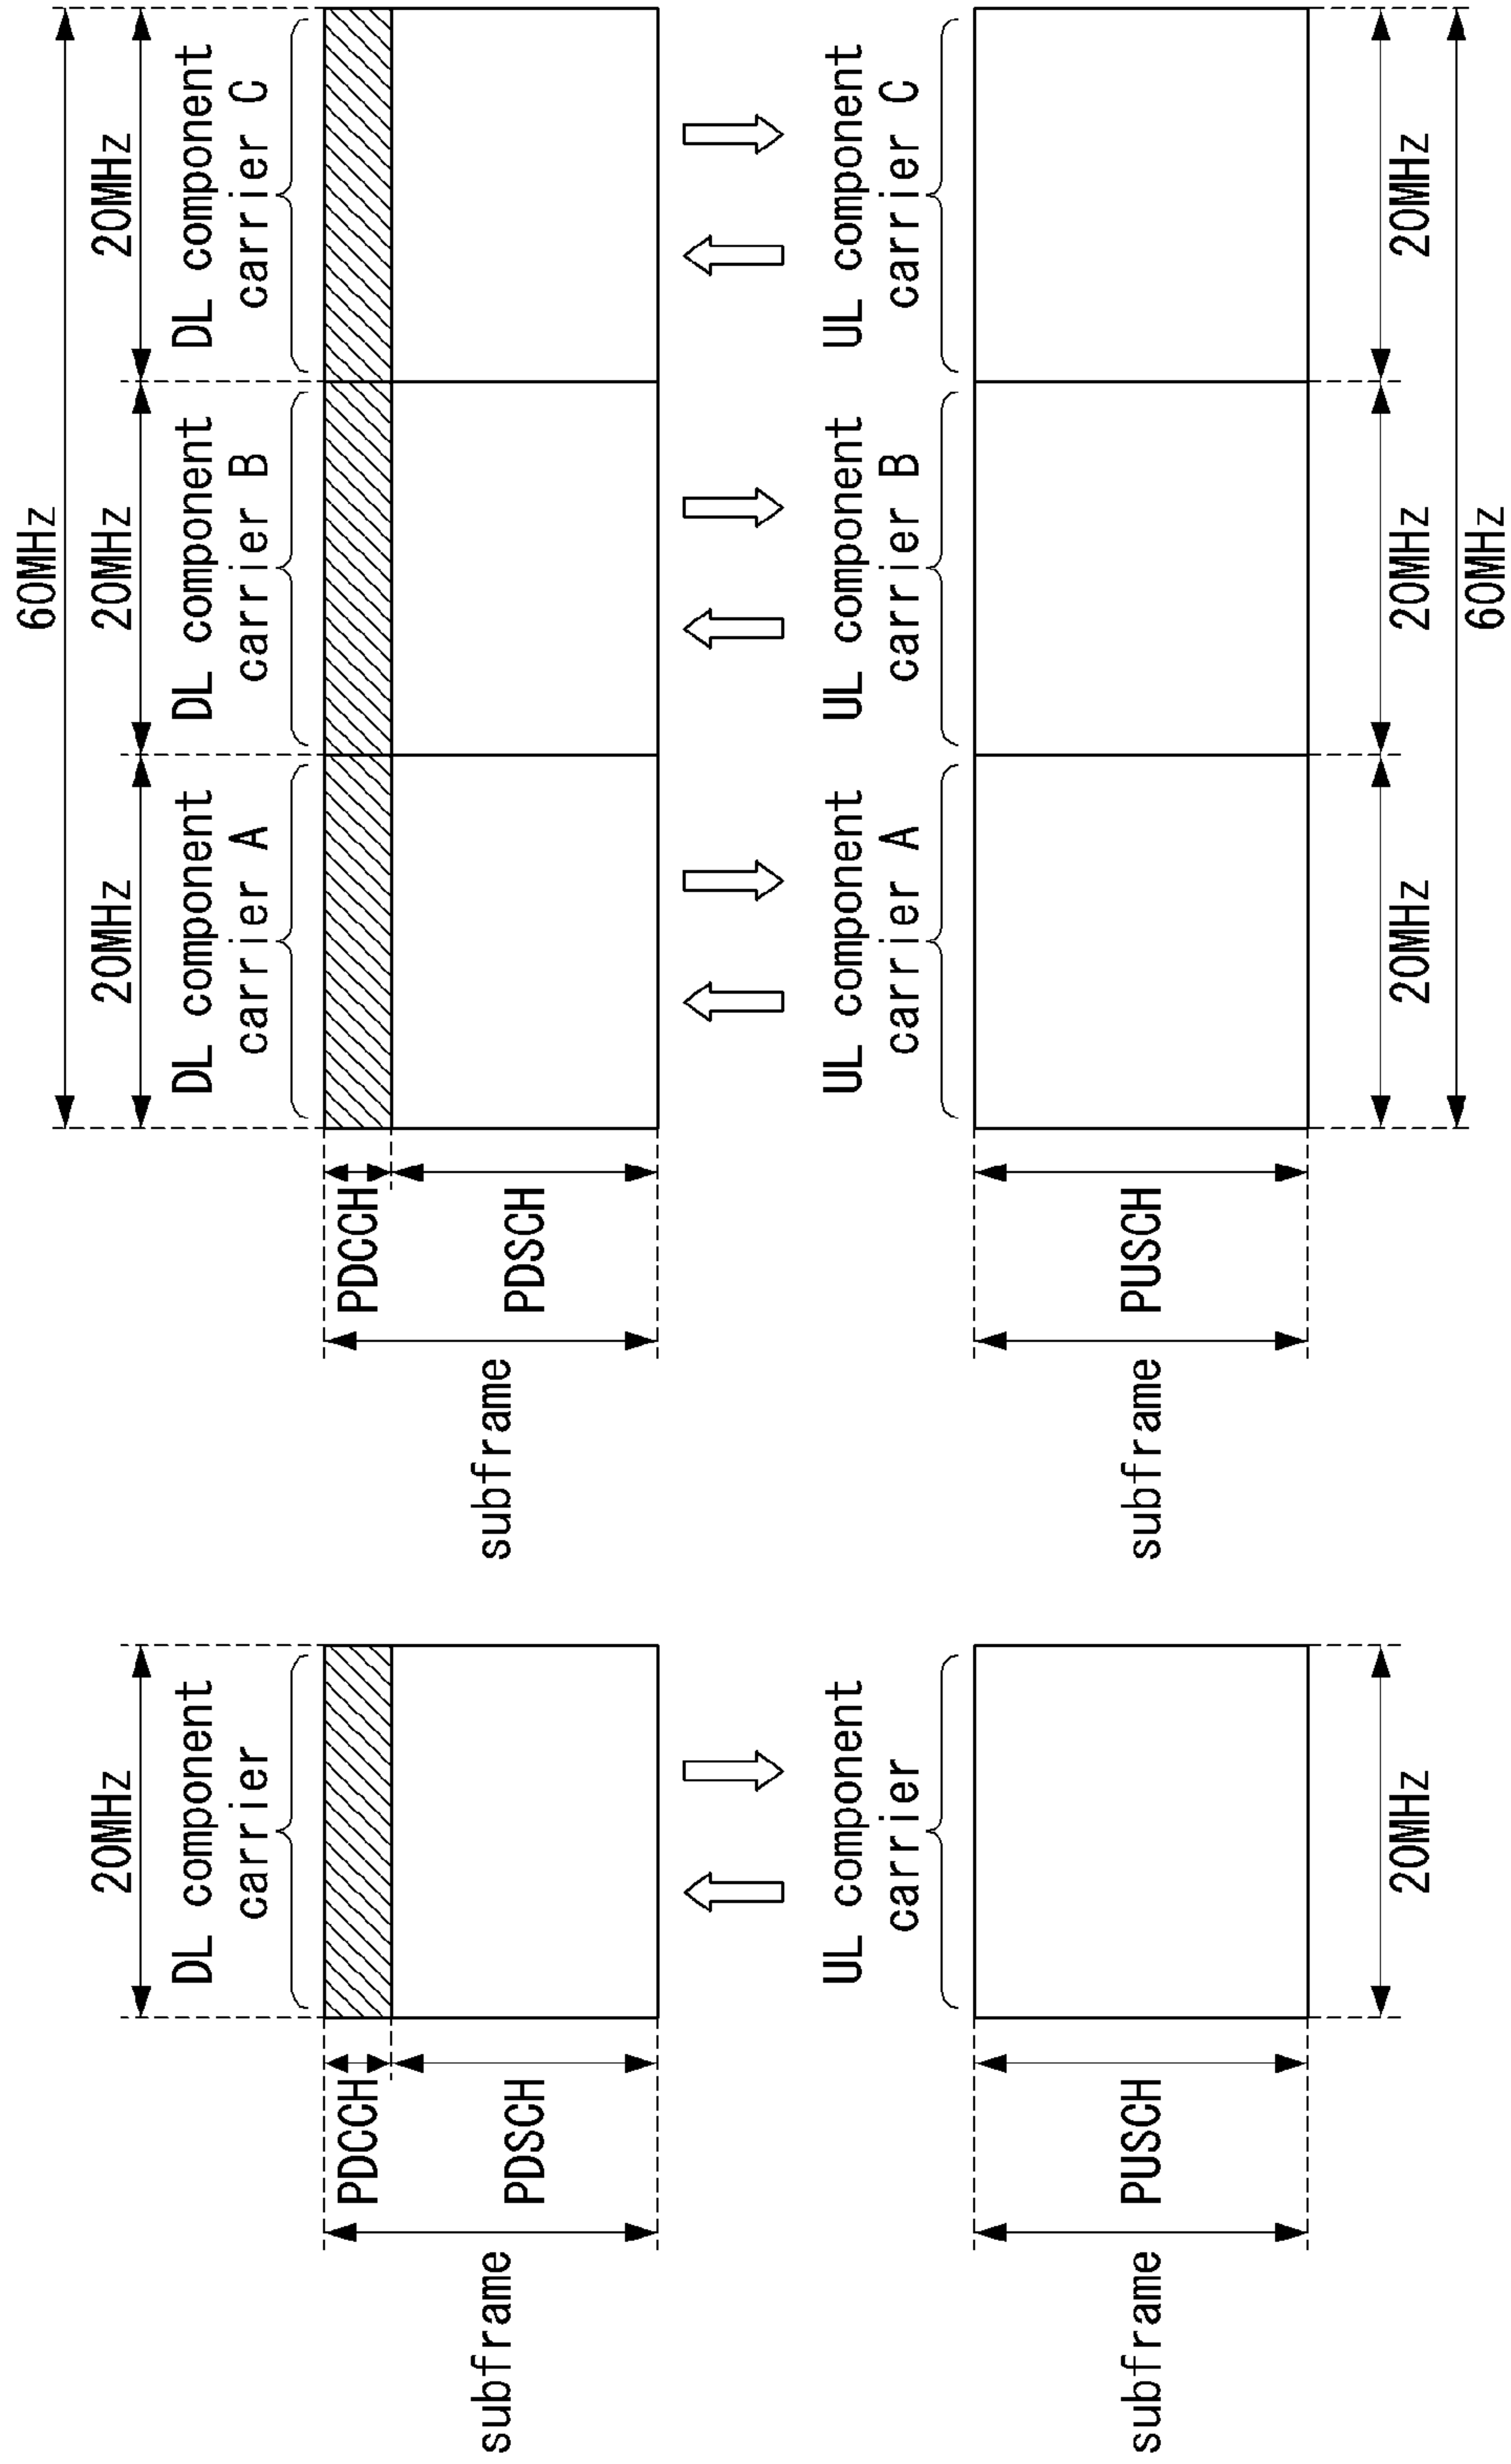 20MHz
DL component
carrier
PDCCH
subframe
PDSCH
UL component
carrier
subframe
PUSCH
20MHz
60MHz
20MHz
20MHz
20MHz
DL component
carrier A
DL component
carrier B
DL component
carrier C
PDCCH
subframe
PDSCH
UL component
carrier A
UL component
carrier B
UL component
carrier C
subframe
PUSCH
20MHz
20MHz
20MHz
60MHz